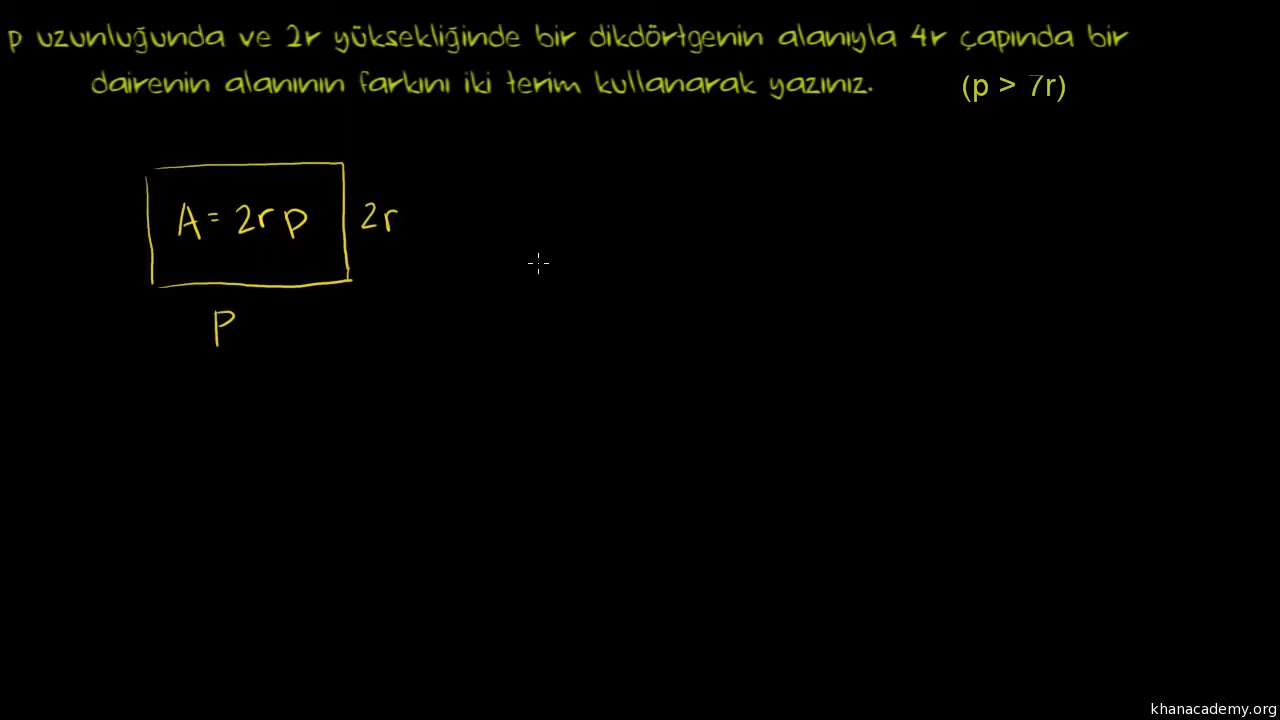 p uzunluğunda ve 2r yüksekliğinde bir dikdörtgenin alanıyla 4r çapında bir
dairenin alanının farkını iki terim kullanarak yazınız. (p > 7r)
A = 2rp
2r
P
khanacademy.org